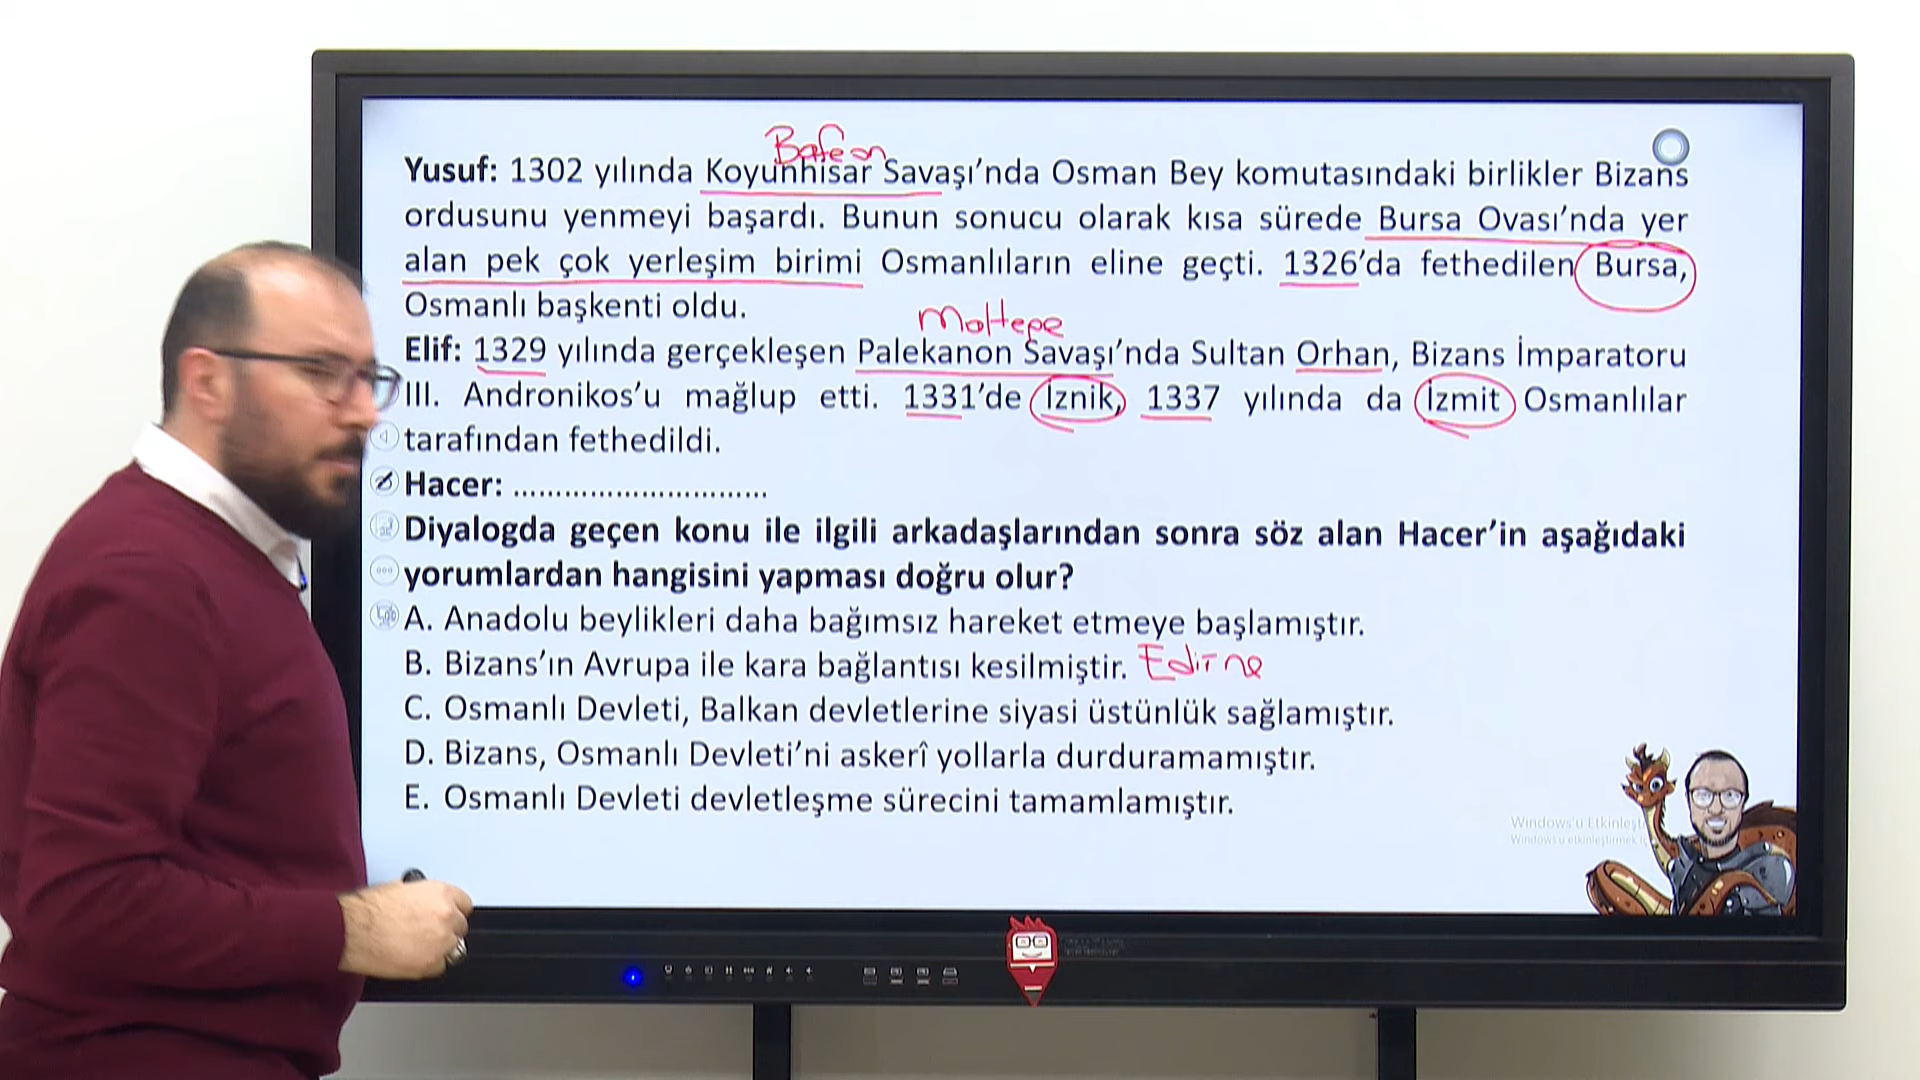 Bafeon
Yusuf: 1302 yılında Koyunhisar Savaşı’nda Osman Bey komutasındaki birlikler Bizans
ordusunu yenmeyi başardı. Bunun sonucu olarak kısa sürede Bursa Ovası’nda yer
alan pek çok yerleşim birimi Osmanlıların eline geçti. 1326’da fethedilen Bursa,
Osmanlı başkenti oldu.
Maltepe
Elif: 1329 yılında gerçekleşen Palekanon Savaşı’nda Sultan Orhan, Bizans İmparatoru
III. Andronikos’u mağlup etti. 1331’de İznik, 1337 yılında da İzmit Osmanlılar
tarafından fethedildi.
Hacer: ..............................
Diyalogda geçen konu ile ilgili arkadaşlarından sonra söz alan Hacer’in aşağıdaki
yorumlardan hangisini yapması doğru olur?
A. Anadolu beylikleri daha bağımsız hareket etmeye başlamıştır.
B. Bizans’ın Avrupa ile kara bağlantısı kesilmiştir. Edirne
C. Osmanlı Devleti, Balkan devletlerine siyasi üstünlük sağlamıştır.
D. Bizans, Osmanlı Devleti’ni askerî yollarla durduramamıştır.
E. Osmanlı Devleti devletleşme sürecini tamamlamıştır.
Windows'u Etkinleşt
Windows'u etkinleştirmek iç